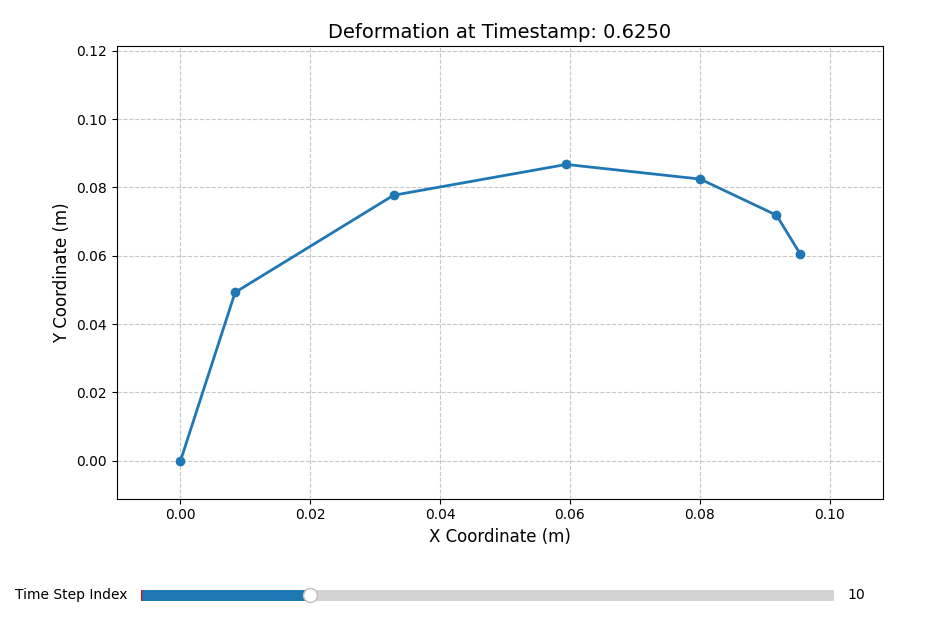 Deformation at Timestamp: 0.6250
0.12
0.10
0.08
0.06
0.04
0.02
0.00
Y Coordinate (m)
0.00 0.02 0.04 0.06 0.08 0.10
X Coordinate (m)
Time Step Index 10